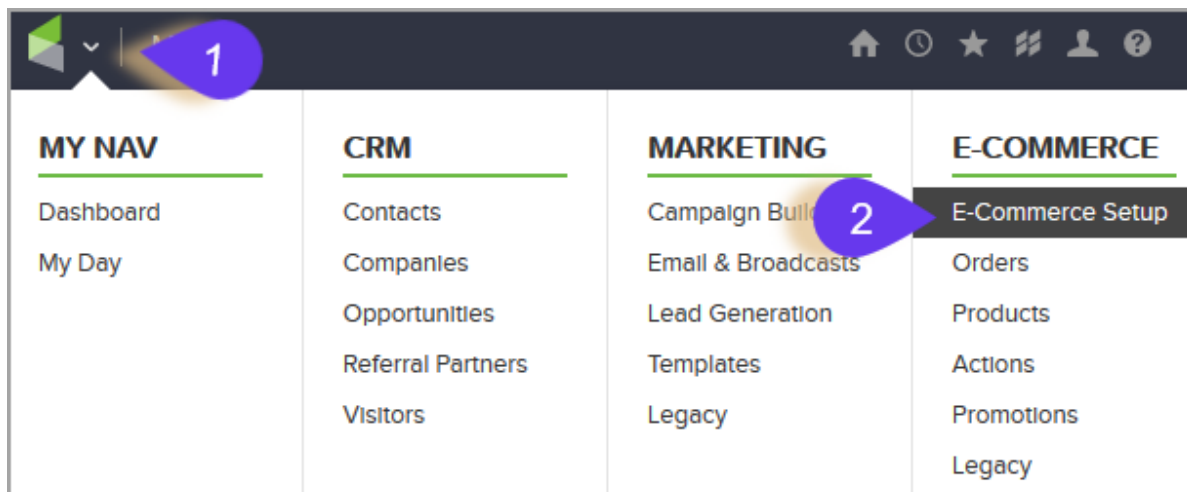 1
MY NAV
CRM
MARKETING
E-COMMERCE
Dashboard
Contacts
Campaign
2
E-Commerce Setup
My Day
Companies
Email & Broadcasts
Orders
Opportunities
Lead Generation
Products
Referral Partners
Templates
Actions
Visitors
Legacy
Promotions
Legacy